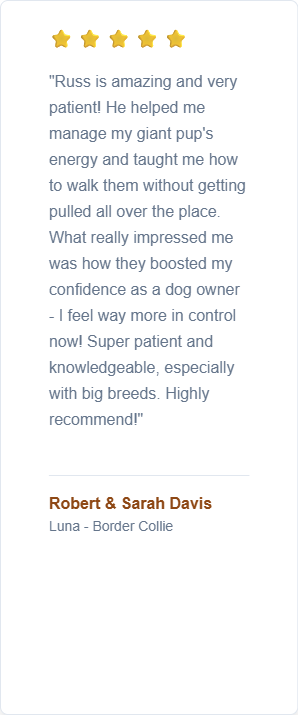 "Russ is amazing and very
patient! He helped me
manage my giant pup's
energy and taught me how
to walk them without getting
pulled all over the place.
What really impressed me
was how they boosted my
confidence as a dog owner
- I feel way more in control
now! Super patient and
knowledgeable, especially
with big breeds. Highly
recommend!"
Robert & Sarah Davis
Luna - Border Collie